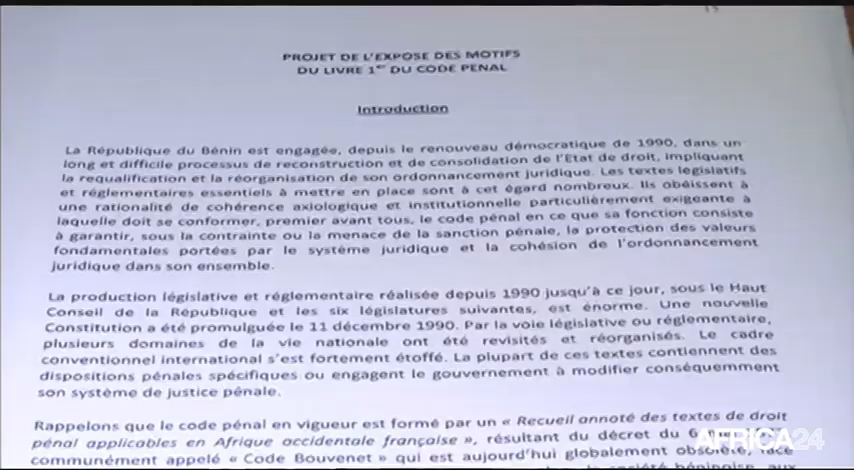 15
PROJET DE L'EXPOSE DES MOTIFS
DU LIVRE 1er DU CODE PENAL
Introduction
La République du Bénin est engagée, depuis le renouveau démocratique de 1990, dans un
long et difficile processus de reconstruction et de consolidation de l'Etat de droit, impliquant
la requalification et la réorganisation de son ordonnancement juridique. Les textes législatifs
et réglementaires essentiels à mettre en place sont à cet égard nombreux. Ils obéissent à
une rationalité de cohérence axiologique et institutionnelle particulièrement exigeante à
laquelle doit se conformer, premier avant tous, le code pénal en ce que sa fonction consiste
à garantir, sous la contrainte ou la menace de la sanction pénale, la protection des valeurs
fondamentales portées par le système juridique et la cohésion de l'ordonnancement
juridique dans son ensemble.
La production législative et réglementaire réalisée depuis 1990 jusqu'à ce jour, sous le Haut
Conseil de la République et les six législatures suivantes, est énorme. Une nouvelle
Constitution a été promulguée le 11 décembre 1990. Par la voie législative ou réglementaire,
plusieurs domaines de la vie nationale ont été revisités et réorganisés. Le cadre
conventionnel international s'est fortement étoffé. La plupart de ces textes contiennent des
dispositions pénales spécifiques ou engagent le gouvernement à modifier conséquemment
son système de justice pénale.
Rappelons que le code pénal en vigueur est formé par un « Recueil annoté des textes de droit
pénal applicables en Afrique occidentale française », résultant du décret du 6
communément appelé « Code Bouvenet » qui est aujourd'hui globalement obsolète, face
société béninoise, aux
AFRICA24